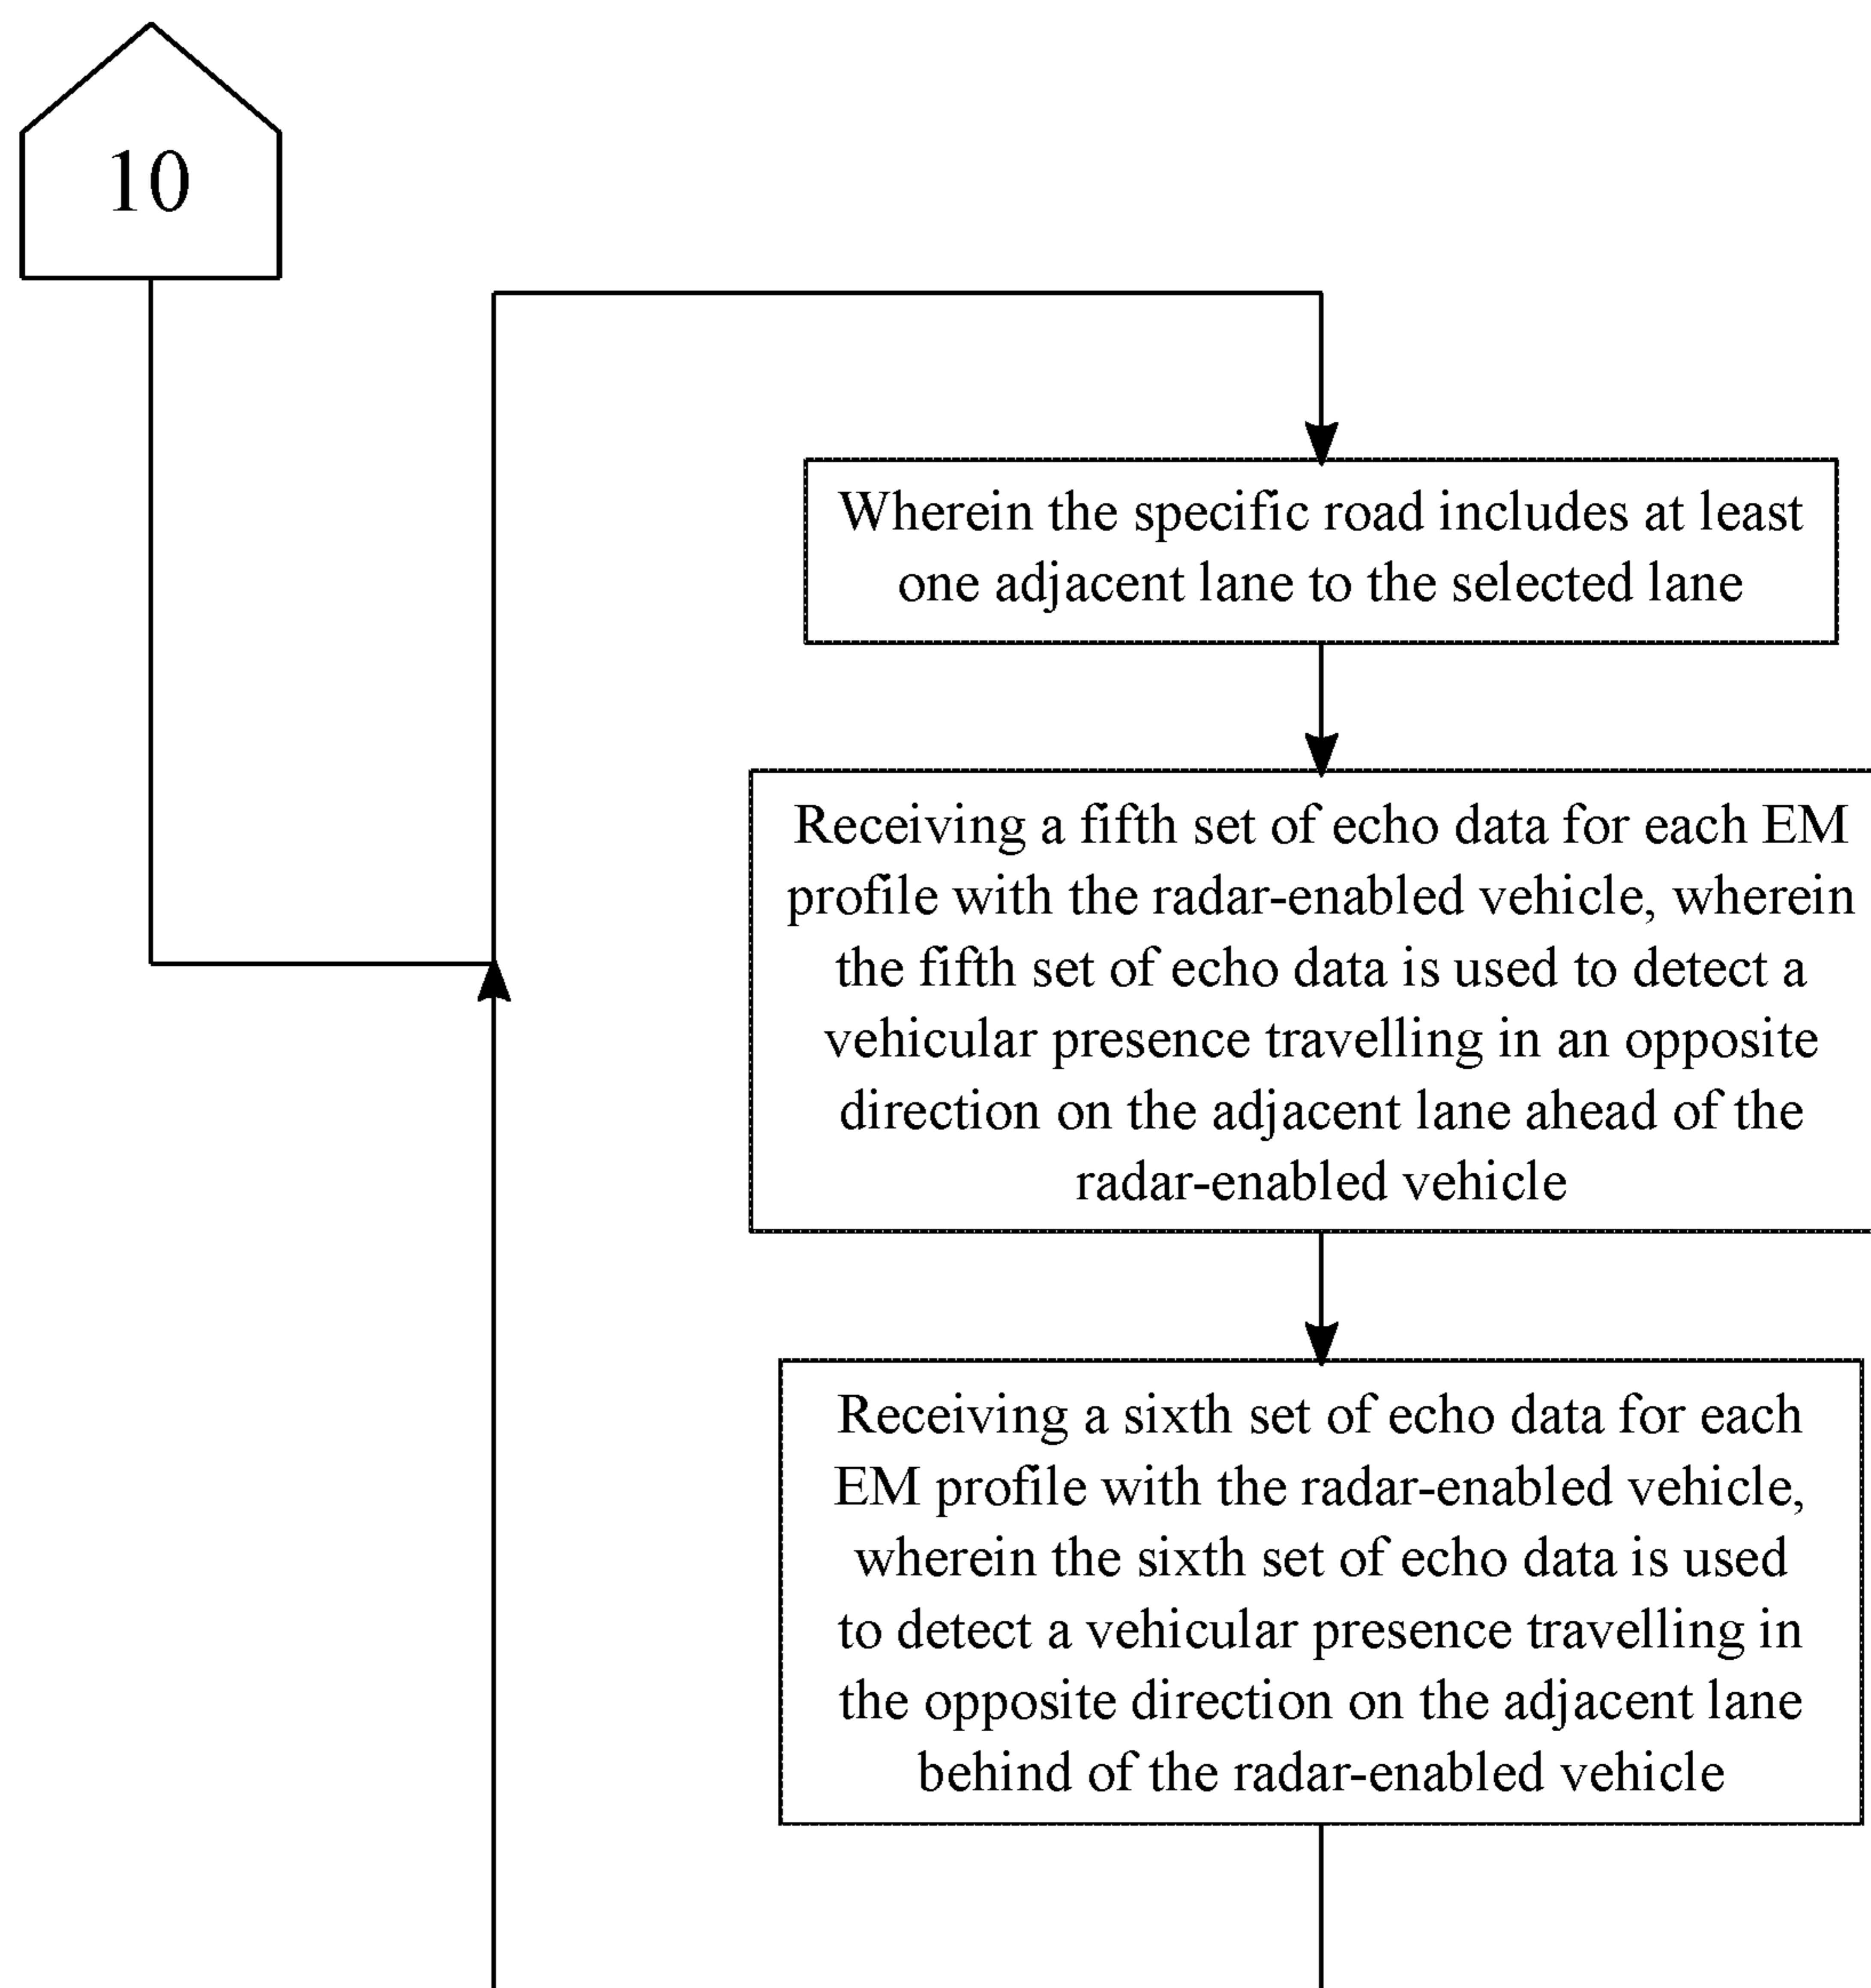 10
Wherein the specific road includes at least
one adjacent lane to the selected lane
Receiving a fifth set of echo data for each EM
profile with the radar-enabled vehicle, wherein
the fifth set of echo data is used to detect a
vehicular presence travelling in an opposite
direction on the adjacent lane ahead of the
radar-enabled vehicle
Receiving a sixth set of echo data for each
EM profile with the radar-enabled vehicle,
wherein the sixth set of echo data is used
to detect a vehicular presence travelling in
the opposite direction on the adjacent lane
behind of the radar-enabled vehicle